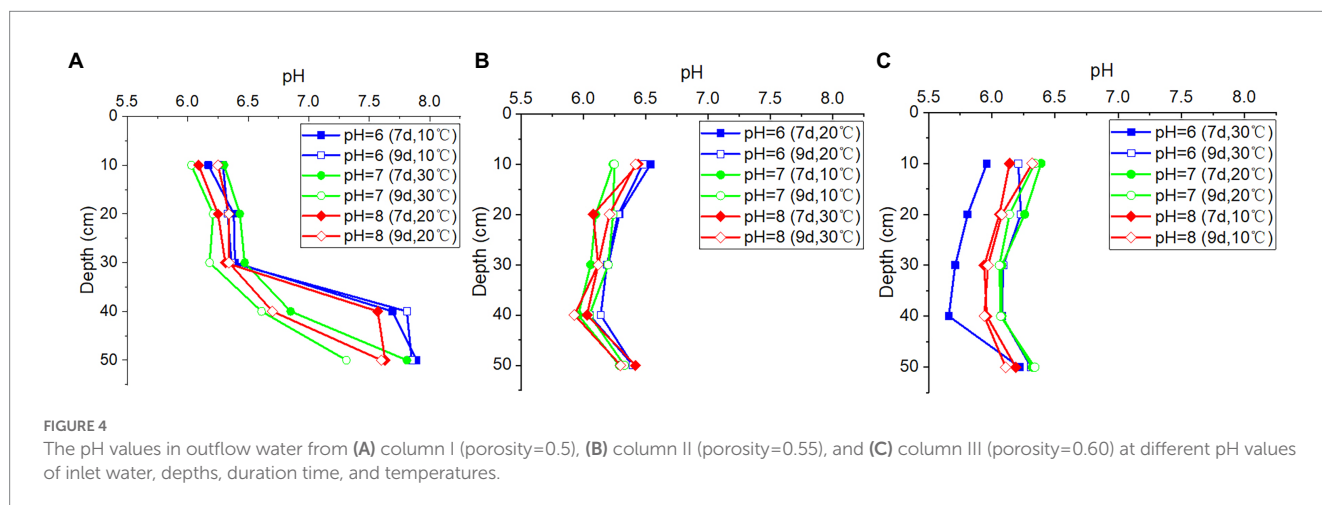 A
pH
5.5 6.0 6.5 7.0 7.5 8.0
0
10
20
30
40
50
Depth (cm)
pH=6 (7d,10℃)
pH=6 (9d,10℃)
pH=7 (7d,30℃)
pH=7 (9d,30℃)
pH=8 (7d,20℃)
pH=8 (9d,20℃)
B
pH
5.5 6.0 6.5 7.0 7.5 8.0
0
10
20
30
40
50
Depth (cm)
pH=6 (7d,20℃)
pH=6 (9d,20℃)
pH=7 (7d,10℃)
pH=7 (9d,10℃)
pH=8 (7d,30℃)
pH=8 (9d,30℃)
C
pH
5.5 6.0 6.5 7.0 7.5 8.0
0
10
20
30
40
50
Depth (cm)
pH=6 (7d,30℃)
pH=6 (9d,30℃)
pH=7 (7d,20℃)
pH=7 (9d,20℃)
pH=8 (7d,10℃)
pH=8 (9d,10℃)
FIGURE 4
The pH values in outflow water from (A) column I (porosity=0.5), (B) column II (porosity=0.55), and (C) column III (porosity=0.60) at different pH values
of inlet water, depths, duration time, and temperatures.